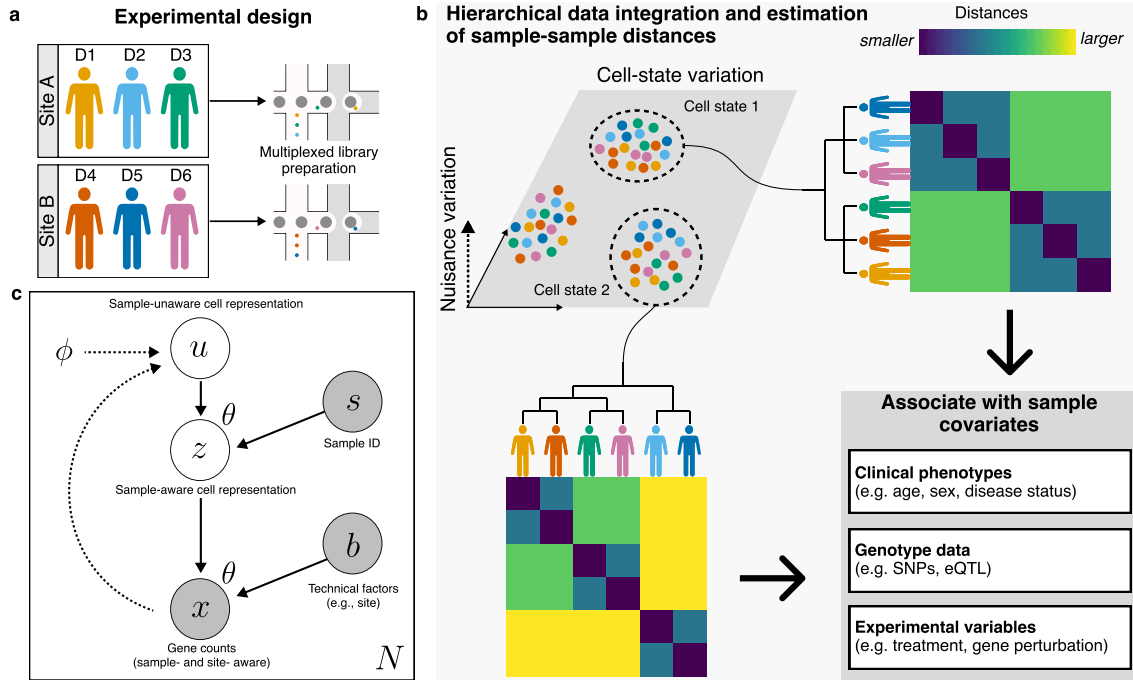 a
Experimental design
Site A
D1 D2 D3
Multiplexed library
preparation
Site B
D4 D5 D6
b
Hierarchical data integration and estimation
of sample-sample distances
Distances
smaller
larger
Cell-state variation
Nuisance variation
Cell state 1
Cell state 2
Associate with sample
covariates
Clinical phenotypes
(e.g. age, sex, disease status)
Genotype data
(e.g. SNPs, eQTL)
Experimental variables
(e.g. treatment, gene perturbation)
c
Sample-unaware cell representation
ϕ
u
θ
s
Sample ID
z
Sample-aware cell representation
b
Technical factors
(e.g., site)
θ
x
Gene counts
(sample- and site- aware)
N